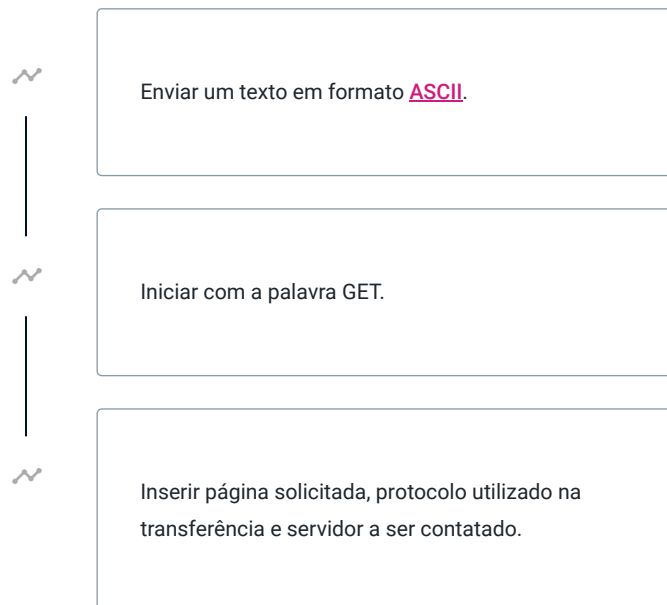 Enviar um texto em formato ASCII.
Iniciar com a palavra GET.
Inserir página solicitada, protocolo utilizado na
transferência e servidor a ser contatado.